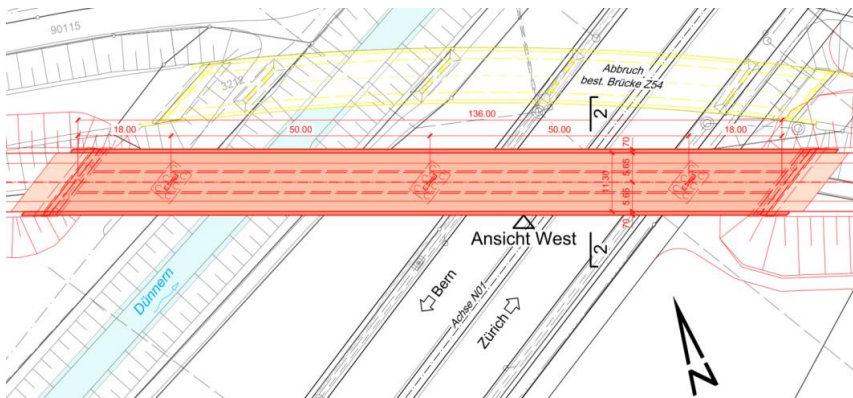 90115
3212
Abbruch
best. Brücke Z54
2
136.00
18.00
50.00
50.00
18.00
70
5.65
11.30
5.65
70
Ansicht West
2
Dünnern
Bern
Achse N01
Zürich
N